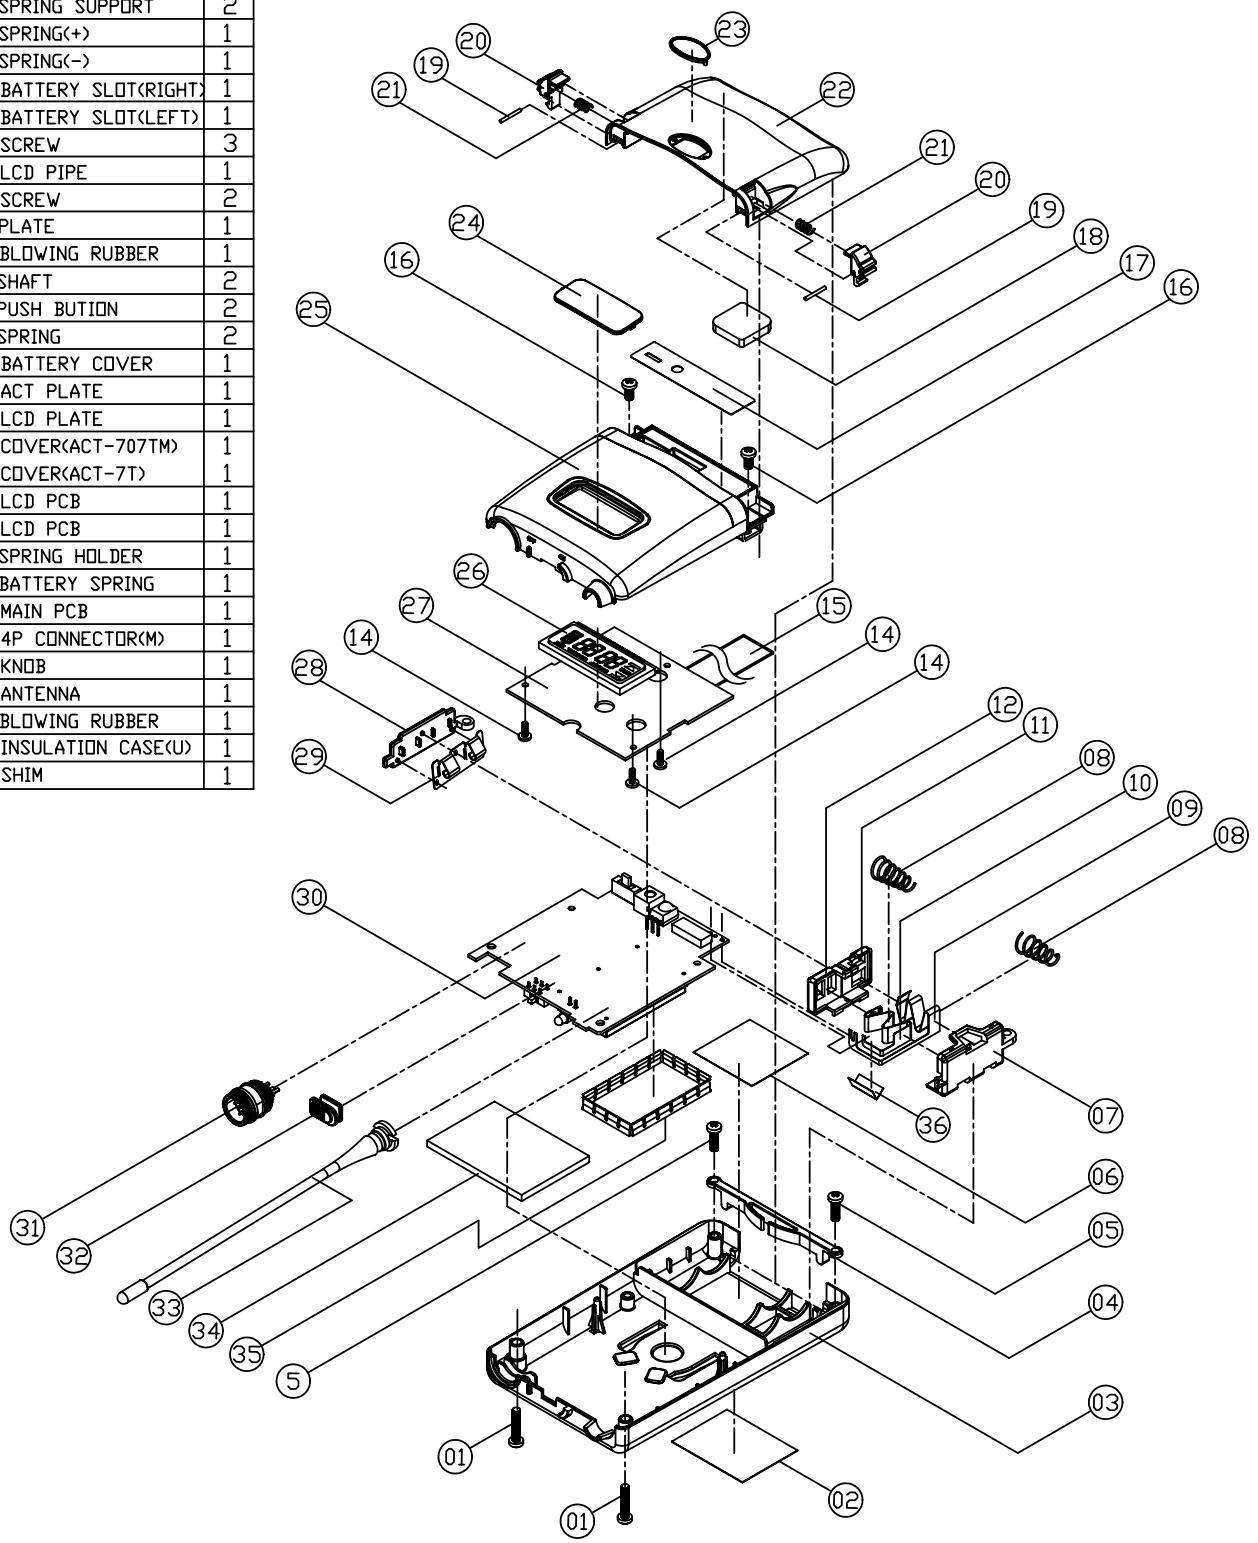 SPRING SUPPORT 2
SPRING(+) 1
SPRING(-) 1
BATTERY SLOT(RIGHT) 1
BATTERY SLOT(LEFT) 1
SCREW 3
LCD PIPE 1
SCREW 2
PLATE 1
BLOWING RUBBER 1
SHAFT 2
PUSH BUTION 2
SPRING 2
BATTERY COVER 1
ACT PLATE 1
LCD PLATE 1
COVER(ACT-707TM) 1
COVER(ACT-7T) 1
LCD PCB 1
LCD PCB 1
SPRING HOLDER 1
BATTERY SPRING 1
MAIN PCB 1
4P CONNECTOR(M) 1
KNOB 1
ANTENNA 1
BLOWING RUBBER 1
INSULATION CASE(U) 1
SHIM 1
23
20
19
21
22
21
20
19
18
17
16
24
16
25
26
27
14
28
29
15
14
14
12
11
08
10
09
08
30
31
32
33
34
35
5
36
07
06
05
04
03
01
02
01